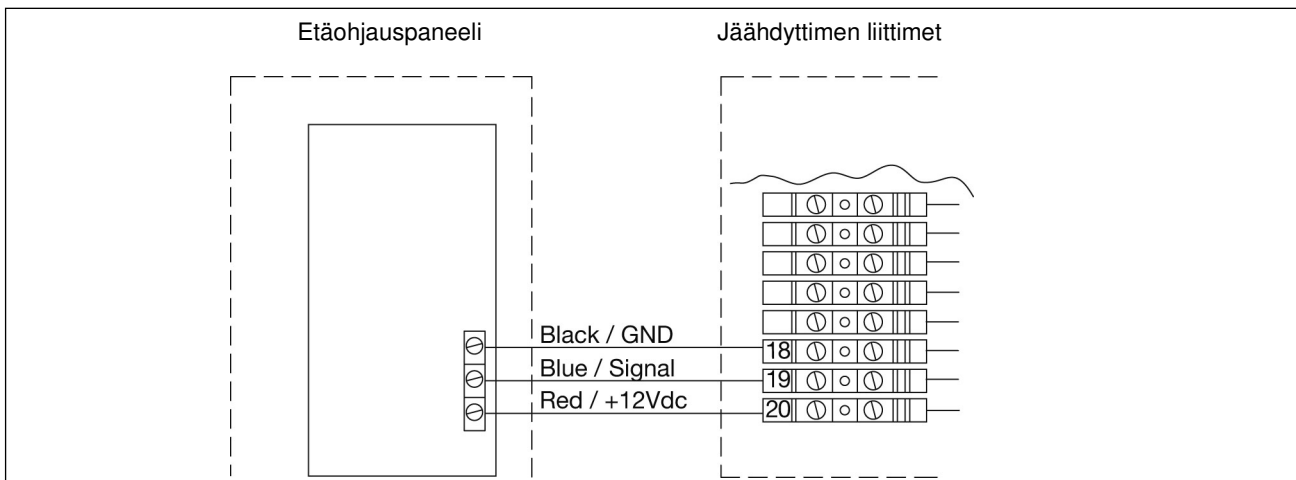 Etäohjauspaneeli
Jäähdyttimen liittimet
Black / GND
18
Blue / Signal
19
Red / +12Vdc
20